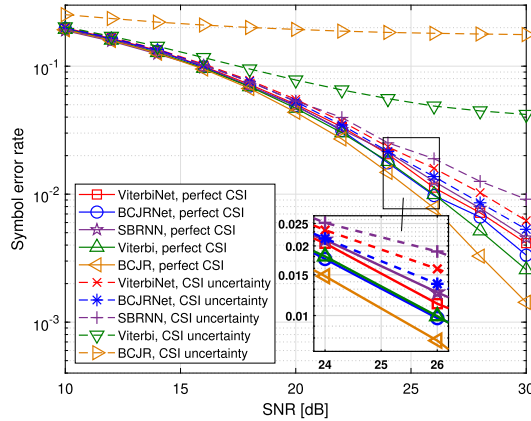 10^-1
10^-2
10^-3
Symbol error rate
ViterbiNet, perfect CSI
BCJRNet, perfect CSI
SBRNN, perfect CSI
Viterbi, perfect CSI
BCJR, perfect CSI
ViterbiNet, CSI uncertainty
BCJRNet, CSI uncertainty
SBRNN, CSI uncertainty
Viterbi, CSI uncertainty
BCJR, CSI uncertainty
0.025
0.02
0.015
0.01
24 25 26
10 15 20 25 30
SNR [dB]